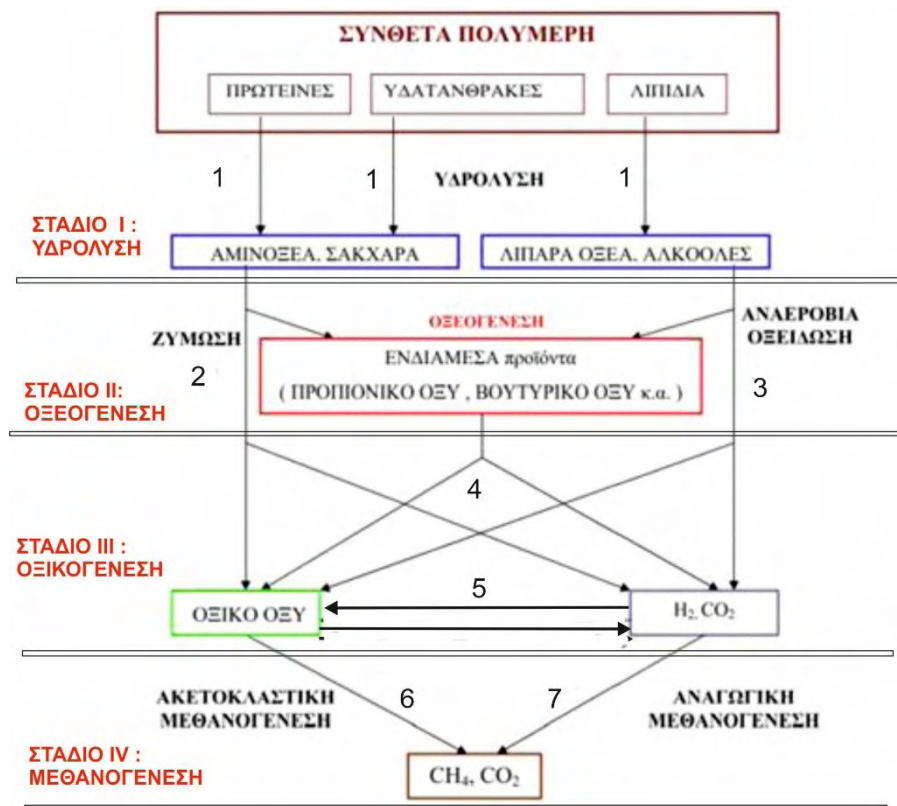 ΣΥΝΘΕΤΑ ΠΟΛΥΜΕΡΗ
ΠΡΩΤΕΙΝΕΣ
ΥΔΑΤΑΝΘΡΑΚΕΣ
ΛΙΠΙΔΙΑ
1
1
1
ΥΔΡΟΛΥΣΗ
ΣΤΑΔΙΟ Ι :
ΥΔΡΟΛΥΣΗ
ΑΜΙΝΟΞΕΑ, ΣΑΚΧΑΡΑ
ΛΙΠΑΡΑ ΟΞΕΑ, ΑΛΚΟΟΛΕΣ
ΖΥΜΩΣΗ
2
ΟΞΕΟΓΕΝΕΣΗ
ΑΝΑΕΡΟΒΙΑ
ΟΞΕΙΔΩΣΗ
3
ΕΝΔΙΑΜΕΣΑ προϊόντα
( ΠΡΟΠΙΟΝΙΚΟ ΟΞΥ , ΒΟΥΤΥΡΙΚΟ ΟΞΥ κ.α. )
ΣΤΑΔΙΟ ΙΙ:
ΟΞΕΟΓΕΝΕΣΗ
4
ΣΤΑΔΙΟ ΙΙΙ :
ΟΞΙΚΟΓΕΝΕΣΗ
ΟΞΙΚΟ ΟΞΥ
5
H₂, CO₂
ΑΚΕΤΟΚΛΑΣΤΙΚΗ
ΜΕΘΑΝΟΓΕΝΕΣΗ
6
7
ΑΝΑΓΩΓΙΚΗ
ΜΕΘΑΝΟΓΕΝΕΣΗ
ΣΤΑΔΙΟ IV :
ΜΕΘΑΝΟΓΕΝΕΣΗ
CH₄, CO₂